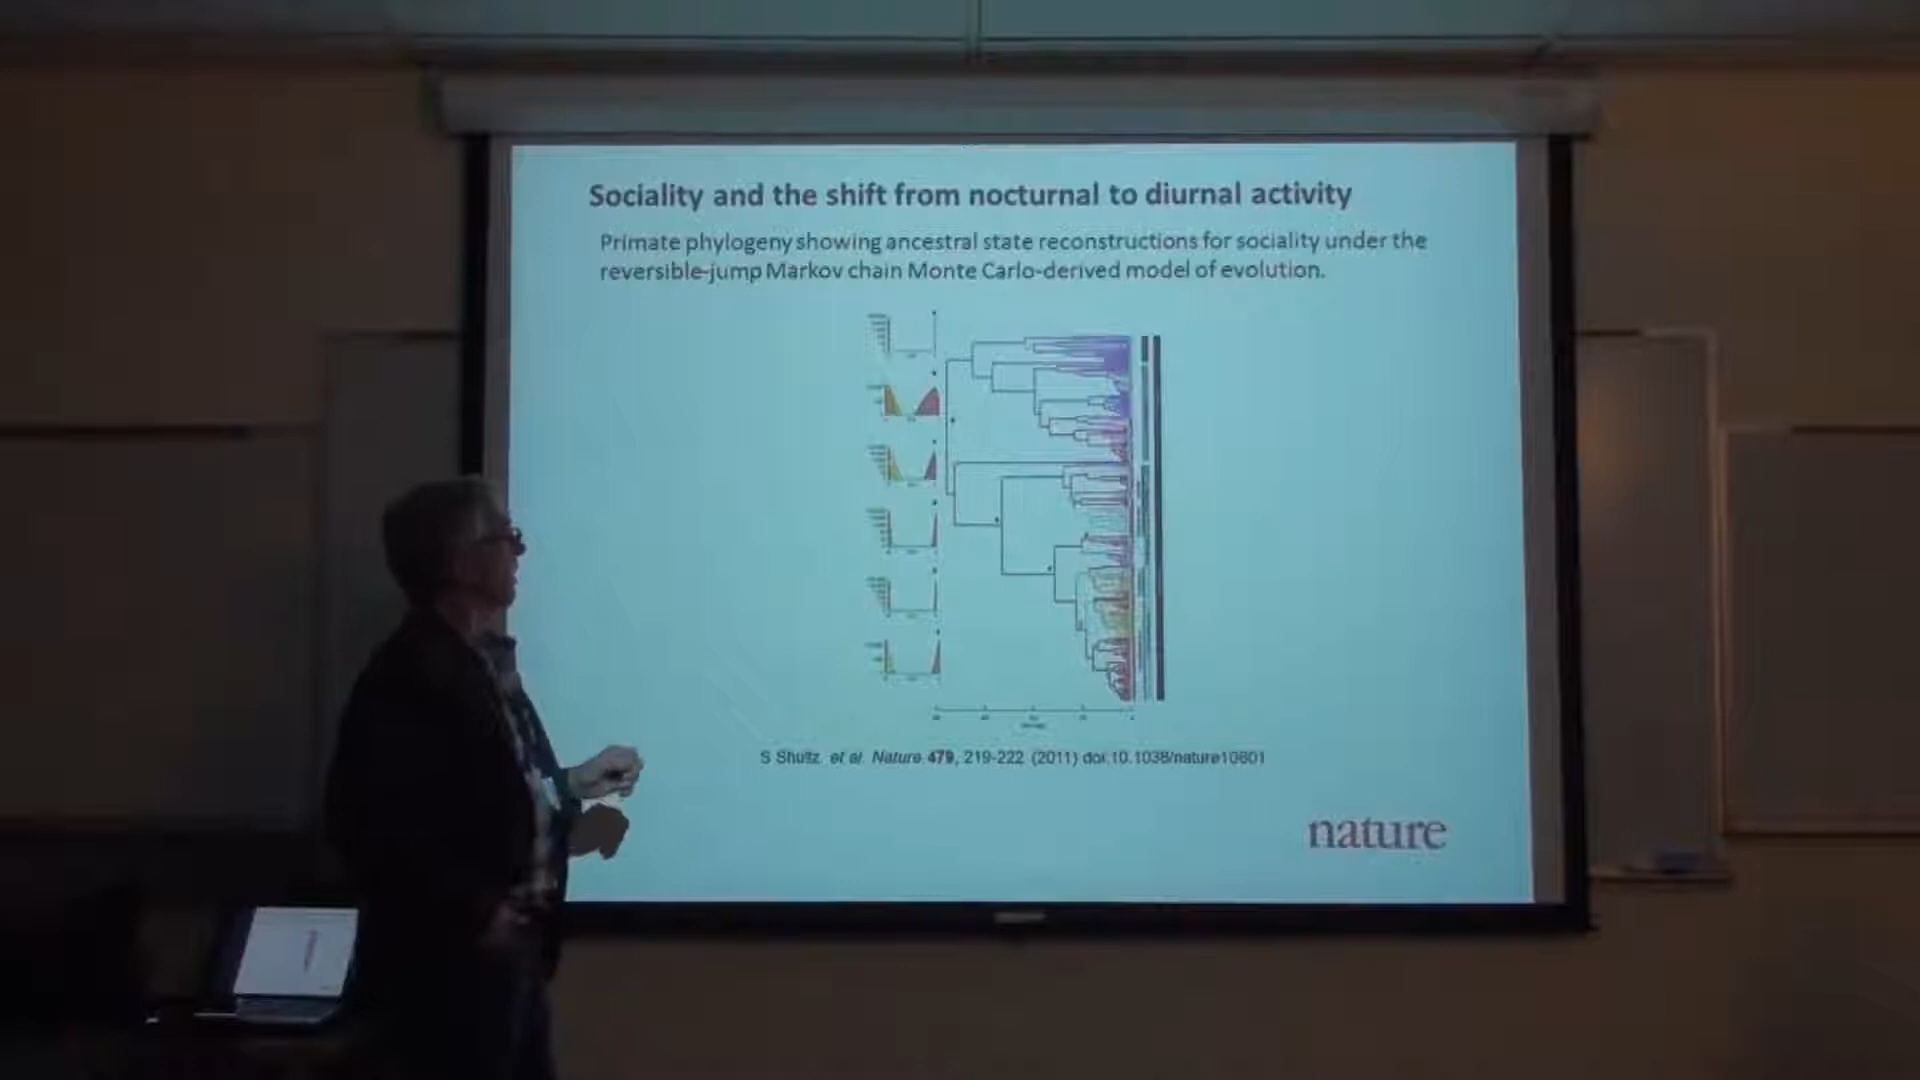 Sociality and the shift from nocturnal to diurnal activity
Primate phylogeny showing ancestral state reconstructions for sociality under the
reversible-jump Markov chain Monte Carlo-derived model of evolution.
S Shultz et al. Nature 479, 219-222 (2011) doi:10.1038/nature10601
nature